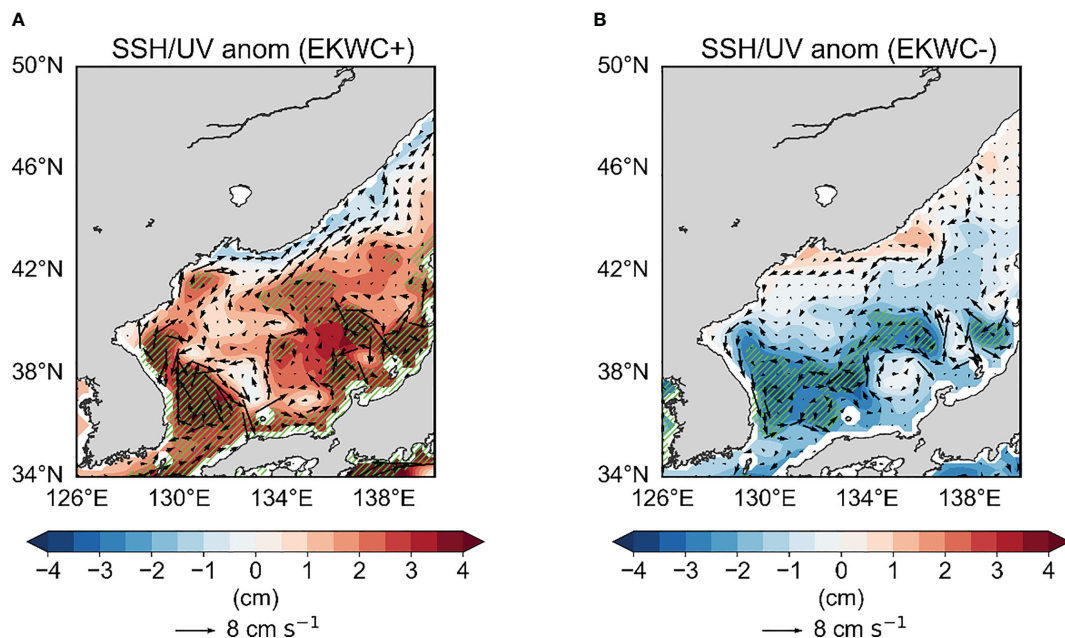 A
SSH/UV anom (EKWC+)
50°N
46°N
42°N
38°N
34°N
126°E 130°E 134°E 138°E
−4 −3 −2 −1 0 1 2 3 4
(cm)
8 cm s⁻¹
B
SSH/UV anom (EKWC-)
50°N
46°N
42°N
38°N
34°N
126°E 130°E 134°E 138°E
−4 −3 −2 −1 0 1 2 3 4
(cm)
8 cm s⁻¹